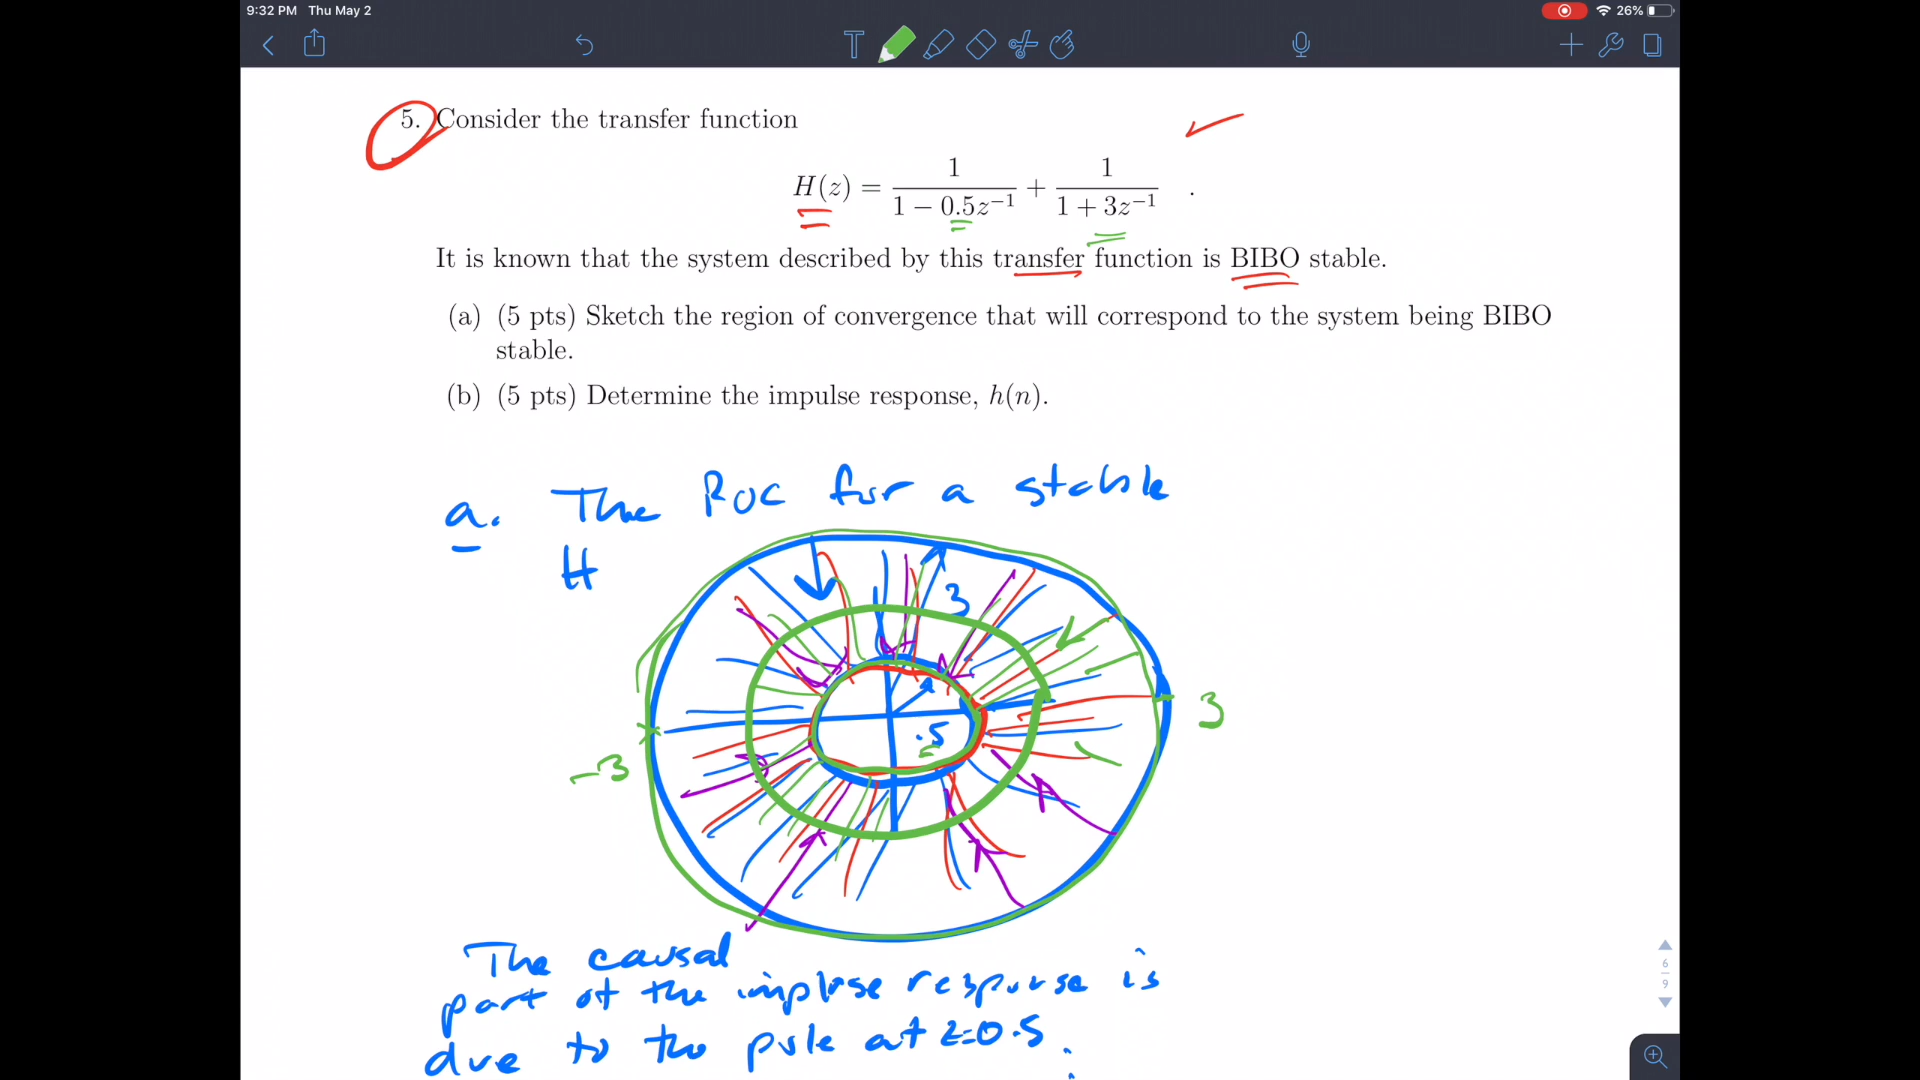 9:32 PM Thu May 2
26%
5. Consider the transfer function
H(z) = 1 / (1 − 0.5z⁻¹) + 1 / (1 + 3z⁻¹) .
It is known that the system described by this transfer function is BIBO stable.
(a) (5 pts) Sketch the region of convergence that will correspond to the system being BIBO
stable.
(b) (5 pts) Determine the impulse response, h(n).
a. The ROC for a stable
H
3
.5
3
-3
The causal
part of the implse response is
due to the pole at z=0.5
6
9